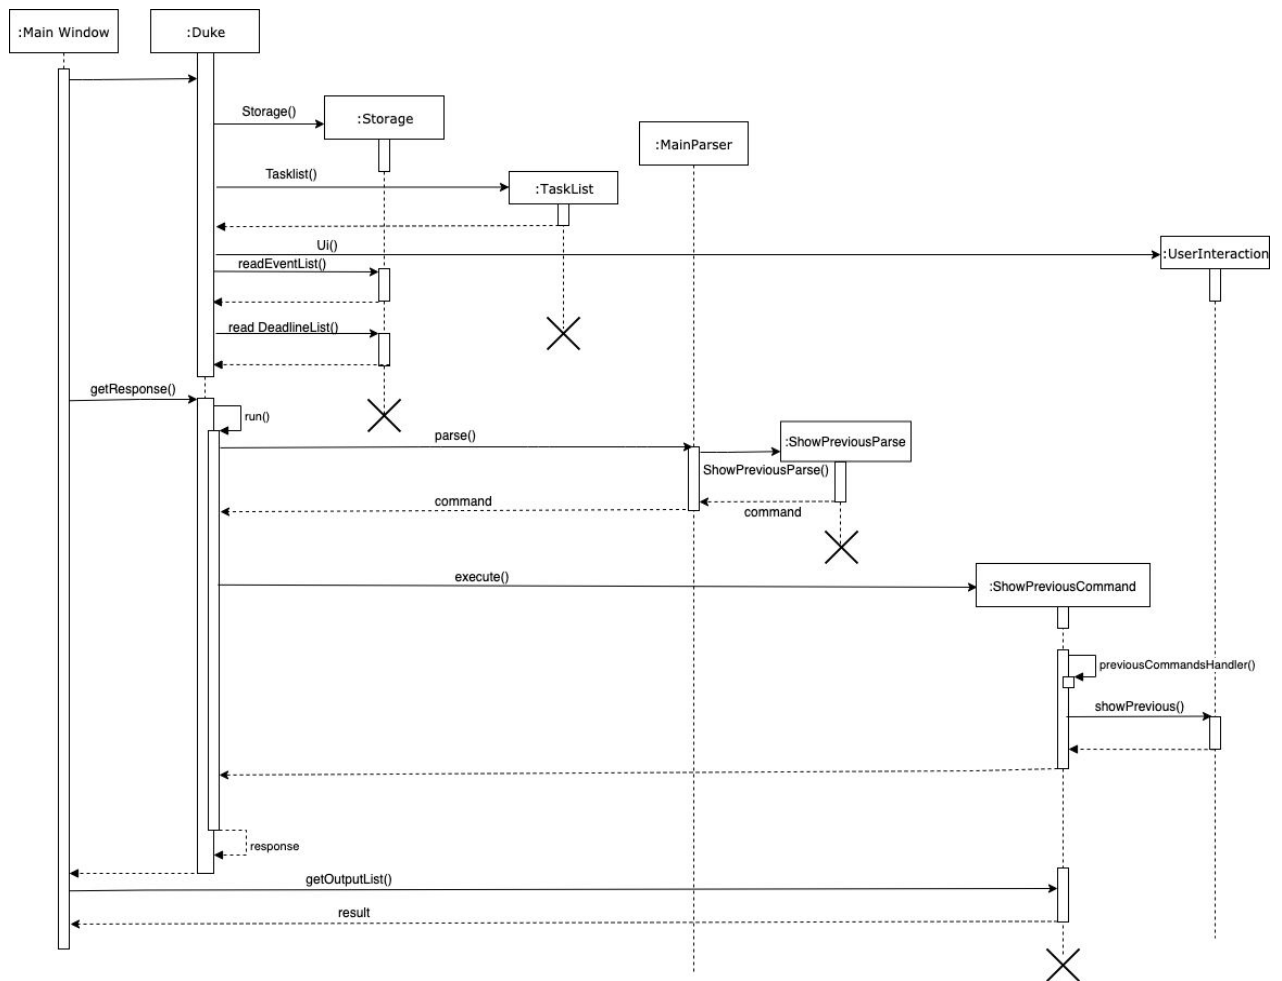 :Main Window
:Duke
Storage()
:Storage
:MainParser
Tasklist()
:TaskList
Ui()
:UserInteraction
readEventList()
read DeadlineList()
getResponse()
run()
parse()
:ShowPreviousParse
ShowPreviousParse()
command
command
execute()
:ShowPreviousCommand
previousCommandsHandler()
showPrevious()
response
getOutputList()
result